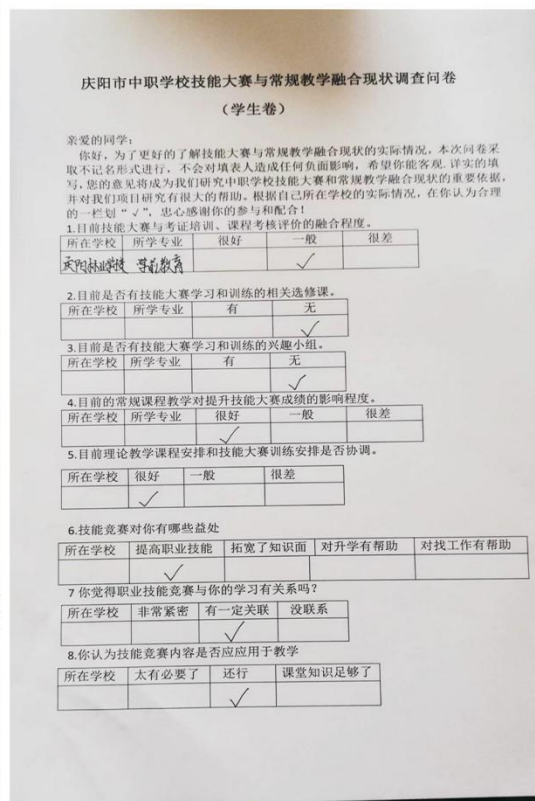 庆阳市中职学校技能大赛与常规教学融合现状调查问卷
（学生卷）
亲爱的同学：
你好，为了更好的了解技能大赛与常规教学融合现状的实际情况，本次问卷采
取不记名形式进行，不会对填表人造成任何负面影响，希望你能客观.详实的填
写，您的意见将成为我们研究中职学校技能大赛和常规教学融合现状的重要依据，
并对我们项目研究有很大的帮助。根据自己所在学校的实际情况，在你认为合理
的一栏划“√”，忠心感谢你的参与和配合！
1.目前技能大赛与考证培训、课程考核评价的融合程度。
所在学校 所学专业 很好 一般 很差
庆阳林业学校 学前教育 √
2.目前是否有技能大赛学习和训练的相关选修课。
所在学校 所学专业 有 无
√
3.目前是否有技能大赛学习和训练的兴趣小组。
所在学校 所学专业 有 无
√
4.目前的常规课程教学对提升技能大赛成绩的影响程度。
所在学校 所学专业 很好 一般 很差
√
5.目前理论教学课程安排和技能大赛训练安排是否协调。
所在学校 很好 一般 很差
√
6.技能竞赛对你有哪些益处
所在学校 提高职业技能 拓宽了知识面 对升学有帮助 对找工作有帮助
√
7 你觉得职业技能竞赛与你的学习有关系吗？
所在学校 非常紧密 有一定关联 没联系
√
8.你认为技能竞赛内容是否应应用于教学
所在学校 太有必要了 还行 课堂知识足够了
√